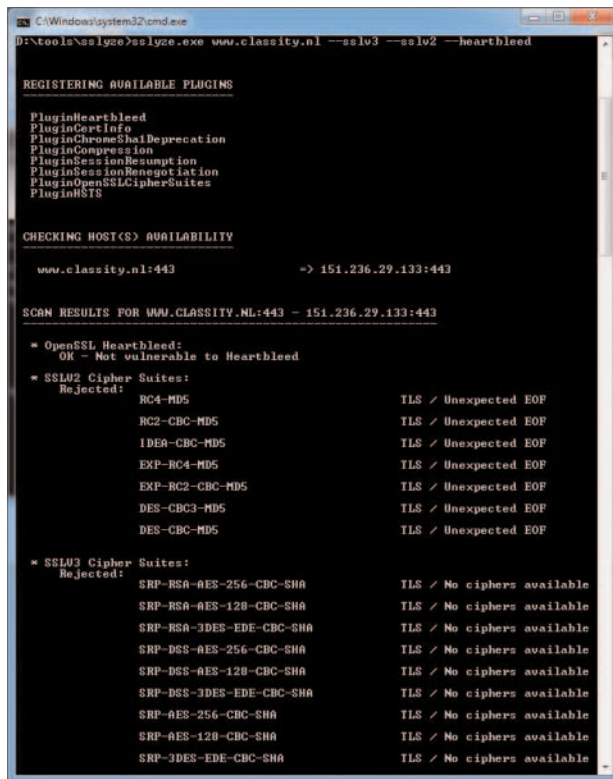 C:\Windows\system32\cmd.exe
D:\tools\sslyze>sslyze.exe www.classity.nl --sslv3 --sslv2 --heartbleed
REGISTERING AVAILABLE PLUGINS
-----------------------------
PluginHeartbleed
PluginCertInfo
PluginChromeSha1Deprecation
PluginCompression
PluginSessionResumption
PluginSessionRenegotiation
PluginOpenSSLCipherSuites
PluginHSTS
CHECKING HOST(S) AVAILABILITY
-----------------------------
www.classity.nl:443 => 151.236.29.133:443
SCAN RESULTS FOR WWW.CLASSITY.NL:443 - 151.236.29.133:443
---------------------------------------------------------
* OpenSSL Heartbleed:
OK - Not vulnerable to Heartbleed
* SSLV2 Cipher Suites:
Rejected:
RC4-MD5 TLS / Unexpected EOF
RC2-CBC-MD5 TLS / Unexpected EOF
IDEA-CBC-MD5 TLS / Unexpected EOF
EXP-RC4-MD5 TLS / Unexpected EOF
EXP-RC2-CBC-MD5 TLS / Unexpected EOF
DES-CBC3-MD5 TLS / Unexpected EOF
DES-CBC-MD5 TLS / Unexpected EOF
* SSLV3 Cipher Suites:
Rejected:
SRP-RSA-AES-256-CBC-SHA TLS / No ciphers available
SRP-RSA-AES-128-CBC-SHA TLS / No ciphers available
SRP-RSA-3DES-EDE-CBC-SHA TLS / No ciphers available
SRP-DSS-AES-256-CBC-SHA TLS / No ciphers available
SRP-DSS-AES-128-CBC-SHA TLS / No ciphers available
SRP-DSS-3DES-EDE-CBC-SHA TLS / No ciphers available
SRP-AES-256-CBC-SHA TLS / No ciphers available
SRP-AES-128-CBC-SHA TLS / No ciphers available
SRP-3DES-EDE-CBC-SHA TLS / No ciphers available